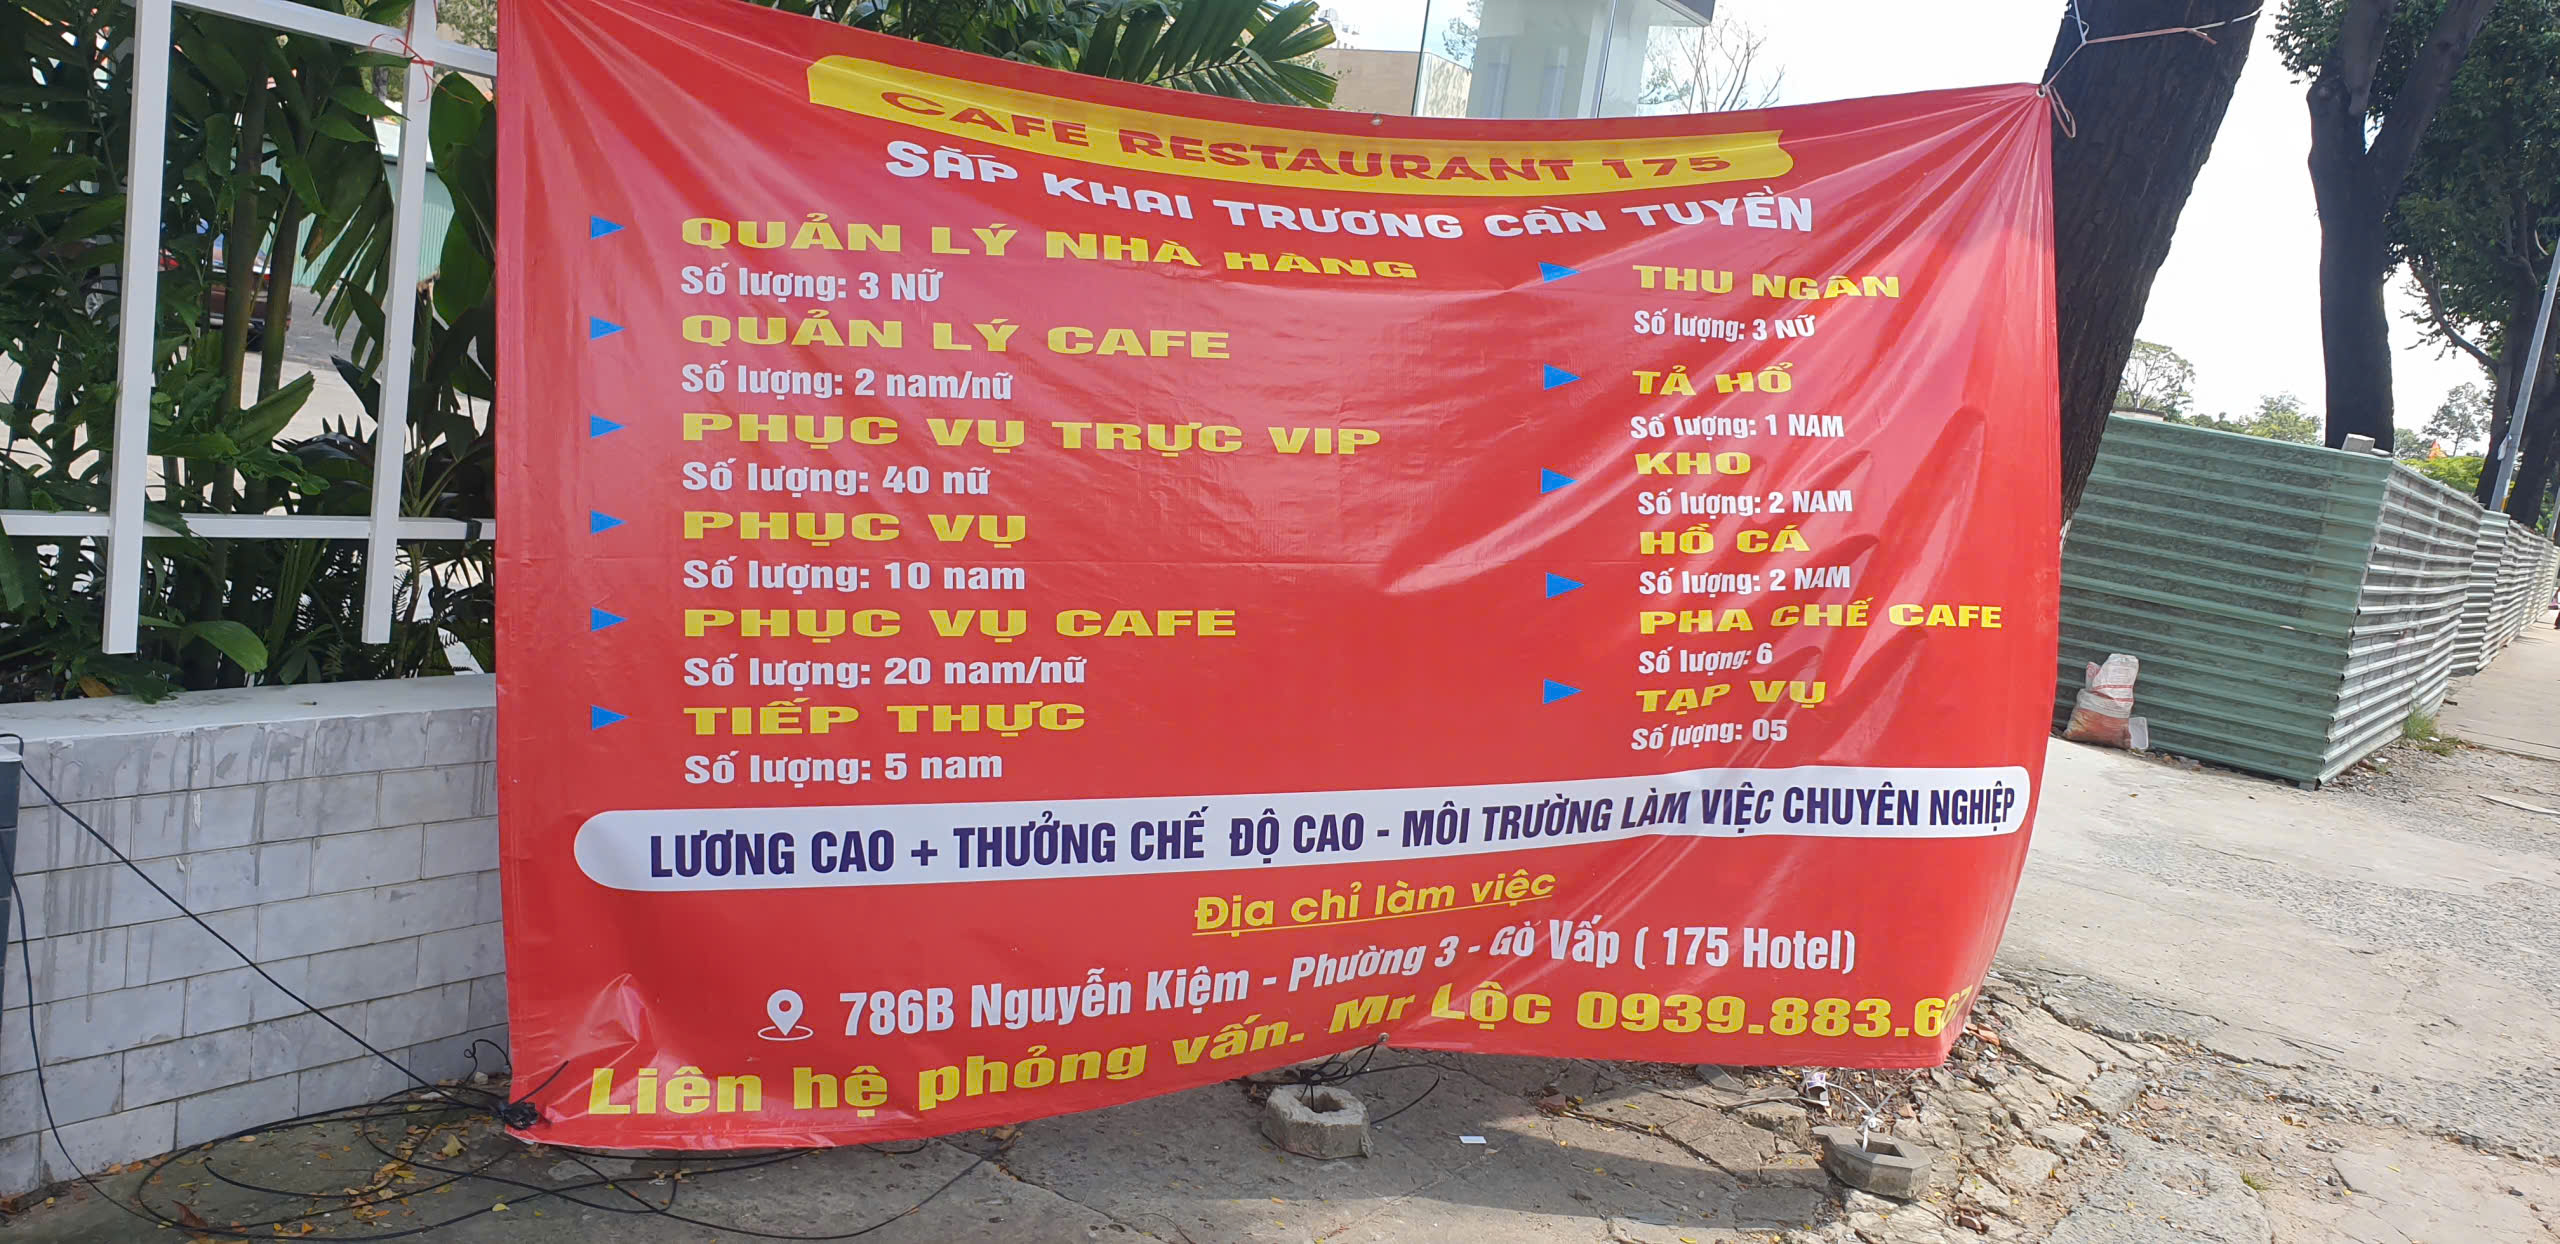 CAFE RESTAURANT 175
SẮP KHAI TRƯƠNG CẦN TUYỂN
QUẢN LÝ NHÀ HÀNG
Số lượng: 3 NỮ
QUẢN LÝ CAFE
Số lượng: 2 nam/nữ
PHỤC VỤ TRỰC VIP
Số lượng: 40 nữ
PHỤC VỤ
Số lượng: 10 nam
PHỤC VỤ CAFE
Số lượng: 20 nam/nữ
TIẾP THỰC
Số lượng: 5 nam
THU NGÂN
Số lượng: 3 NỮ
TẢ HỔ
Số lượng: 1 NAM
KHO
Số lượng: 2 NAM
HỒ CÁ
Số lượng: 2 NAM
PHA CHẾ CAFE
Số lượng: 6
TẠP VỤ
Số lượng: 05
LƯƠNG CAO + THƯỞNG CHẾ ĐỘ CAO - MÔI TRƯỜNG LÀM VIỆC CHUYÊN NGHIỆP
Địa chỉ làm việc
786B Nguyễn Kiệm - Phường 3 - Gò Vấp ( 175 Hotel)
Liên hệ phỏng vấn. Mr Lộc 0939.883.667